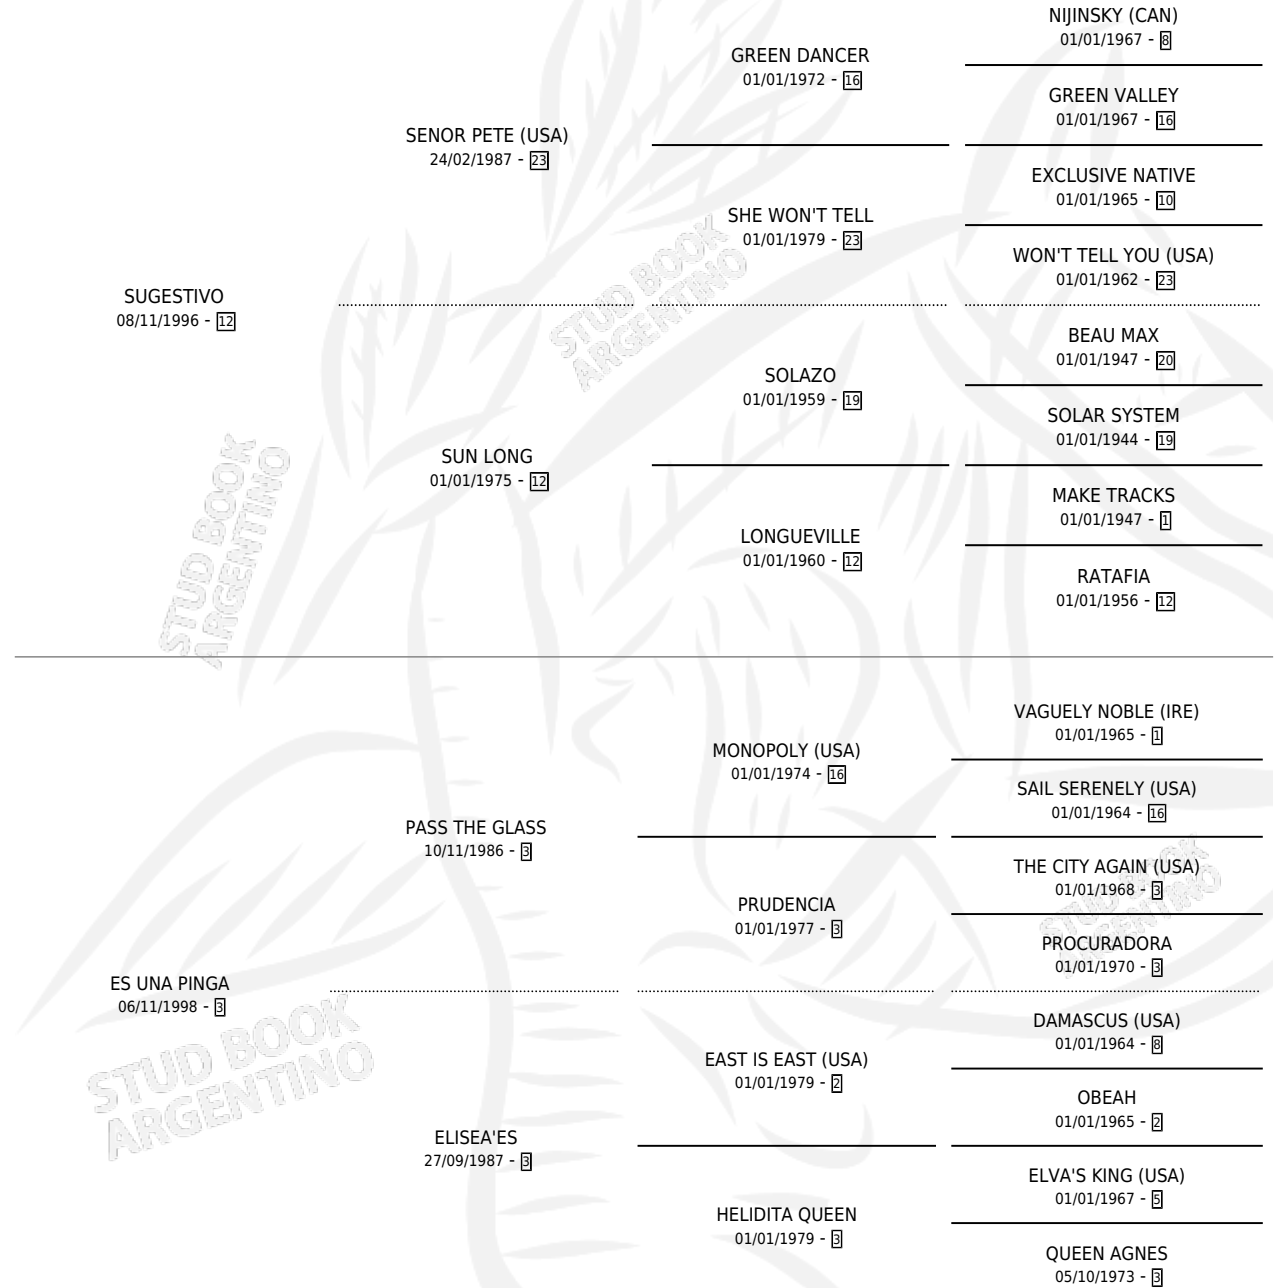 NIJINSKY (CAN)
01/01/1967 - 8
GREEN DANCER
01/01/1972 - 16
GREEN VALLEY
01/01/1967 - 16
SENOR PETE (USA)
24/02/1987 - 23
EXCLUSIVE NATIVE
01/01/1965 - 10
SHE WON'T TELL
01/01/1979 - 23
WON'T TELL YOU (USA)
01/01/1962 - 23
SUGESTIVO
08/11/1996 - 12
BEAU MAX
01/01/1947 - 20
SOLAZO
01/01/1959 - 19
SOLAR SYSTEM
01/01/1944 - 19
SUN LONG
01/01/1975 - 12
MAKE TRACKS
01/01/1947 - 1
LONGUEVILLE
01/01/1960 - 12
RATAFIA
01/01/1956 - 12
VAGUELY NOBLE (IRE)
01/01/1965 - 1
MONOPOLY (USA)
01/01/1974 - 16
SAIL SERENELY (USA)
01/01/1964 - 16
PASS THE GLASS
10/11/1986 - 3
THE CITY AGAIN (USA)
01/01/1968 - 3
PRUDENCIA
01/01/1977 - 3
PROCURADORA
01/01/1970 - 3
ES UNA PINGA
06/11/1998 - 3
DAMASCUS (USA)
01/01/1964 - 8
EAST IS EAST (USA)
01/01/1979 - 2
OBEAH
01/01/1965 - 2
ELISEA'ES
27/09/1987 - 3
ELVA'S KING (USA)
01/01/1967 - 5
HELIDITA QUEEN
01/01/1979 - 3
QUEEN AGNES
05/10/1973 - 3
STUD BOOK
ARGENTINO
STUD BOOK
ARGENTINO
STUD BOOK
ARGENTINO
STUD BOOK
ARGENTINO